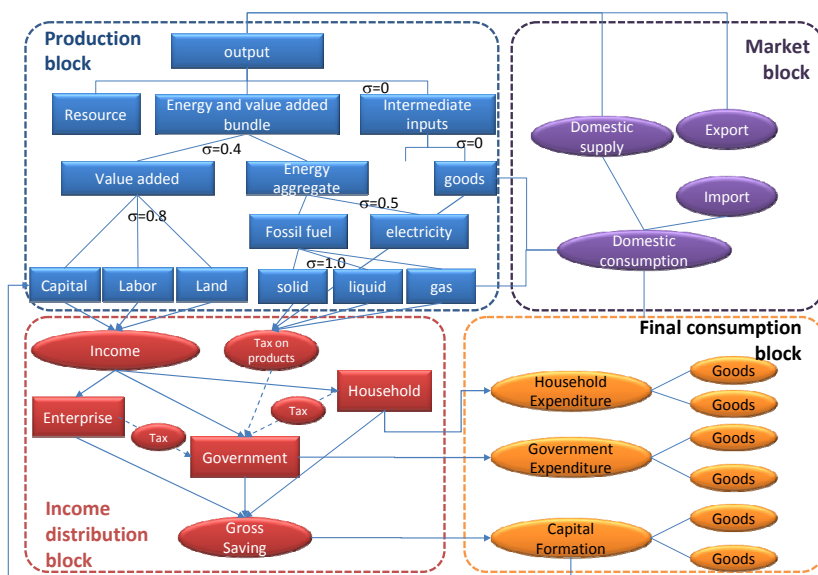 Production
block
output
σ=0
Resource
Energy and value added
bundle
Intermediate
inputs
σ=0
σ=0.4
Value added
Energy
aggregate
goods
σ=0.5
σ=0.8
Fossil fuel
electricity
σ=1.0
Capital
Labor
Land
solid
liquid
gas
Market
block
Domestic
supply
Export
Import
Domestic
consumption
Income
Tax on
products
Household
Enterprise
Tax
Tax
Government
Income
distribution
block
Gross
Saving
Final consumption
block
Household
Expenditure
Goods
Goods
Government
Expenditure
Goods
Goods
Capital
Formation
Goods
Goods